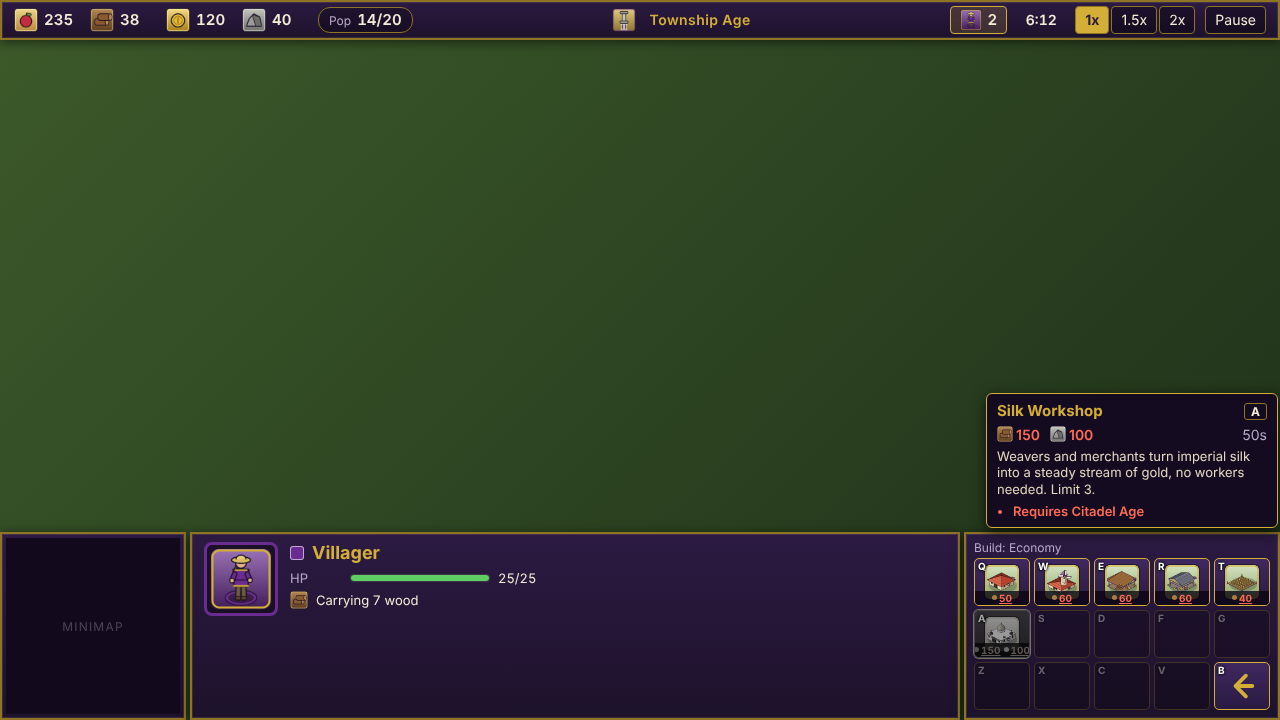 235 38 120 40 Pop 14/20 Township Age 2 6:12 1x 1.5x 2x Pause
Silk Workshop A
150 100 50s
Weavers and merchants turn imperial silk
into a steady stream of gold, no workers
needed. Limit 3.
• Requires Citadel Age
MINIMAP
Villager
HP 25/25
Carrying 7 wood
Build: Economy
Q W E R T
50 60 60 60 40
A S D F G
150 100
Z X C V B